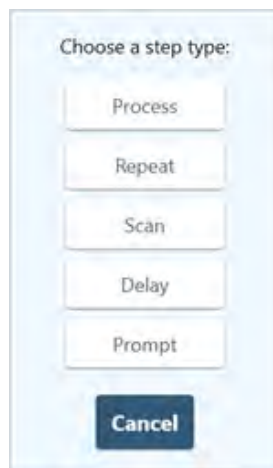 Choose a step type:
Process
Repeat
Scan
Delay
Prompt
Cancel